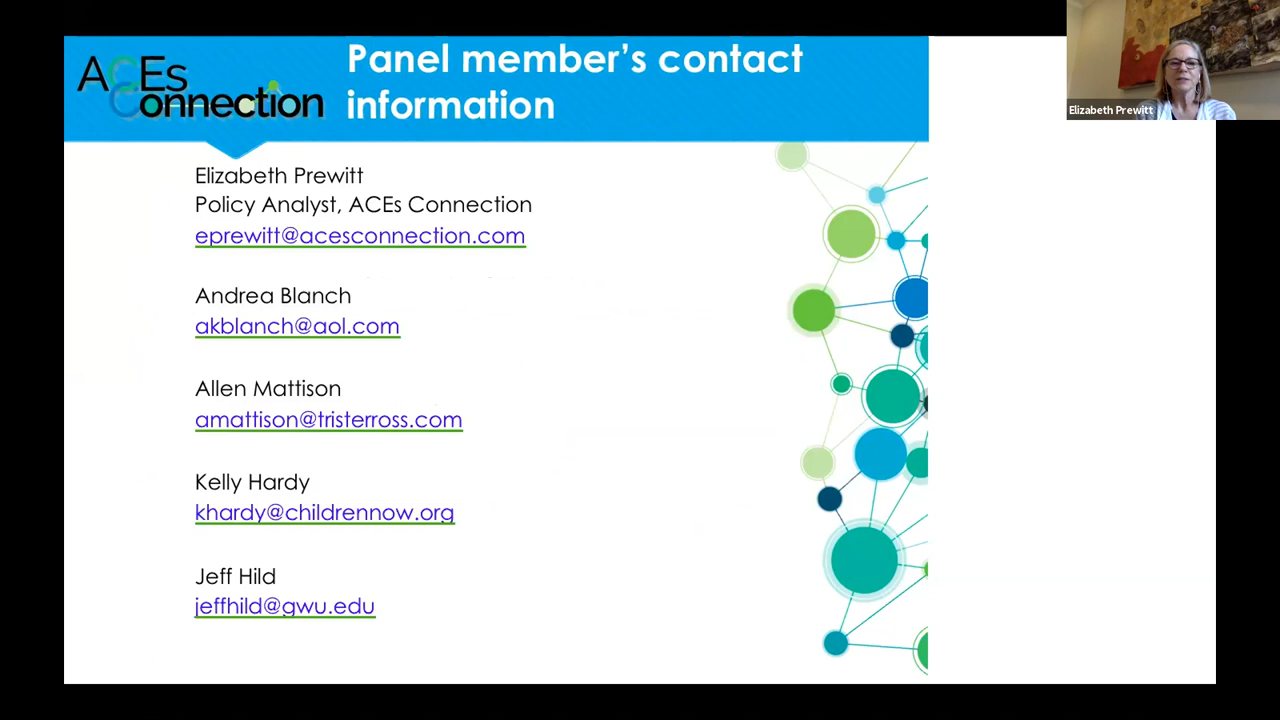 ACEs
Connection
Panel member’s contact
information
Elizabeth Prewitt
Elizabeth Prewitt
Policy Analyst, ACEs Connection
eprewitt@acesconnection.com
Andrea Blanch
akblanch@aol.com
Allen Mattison
amattison@tristerross.com
Kelly Hardy
khardy@childrennow.org
Jeff Hild
jeffhild@gwu.edu